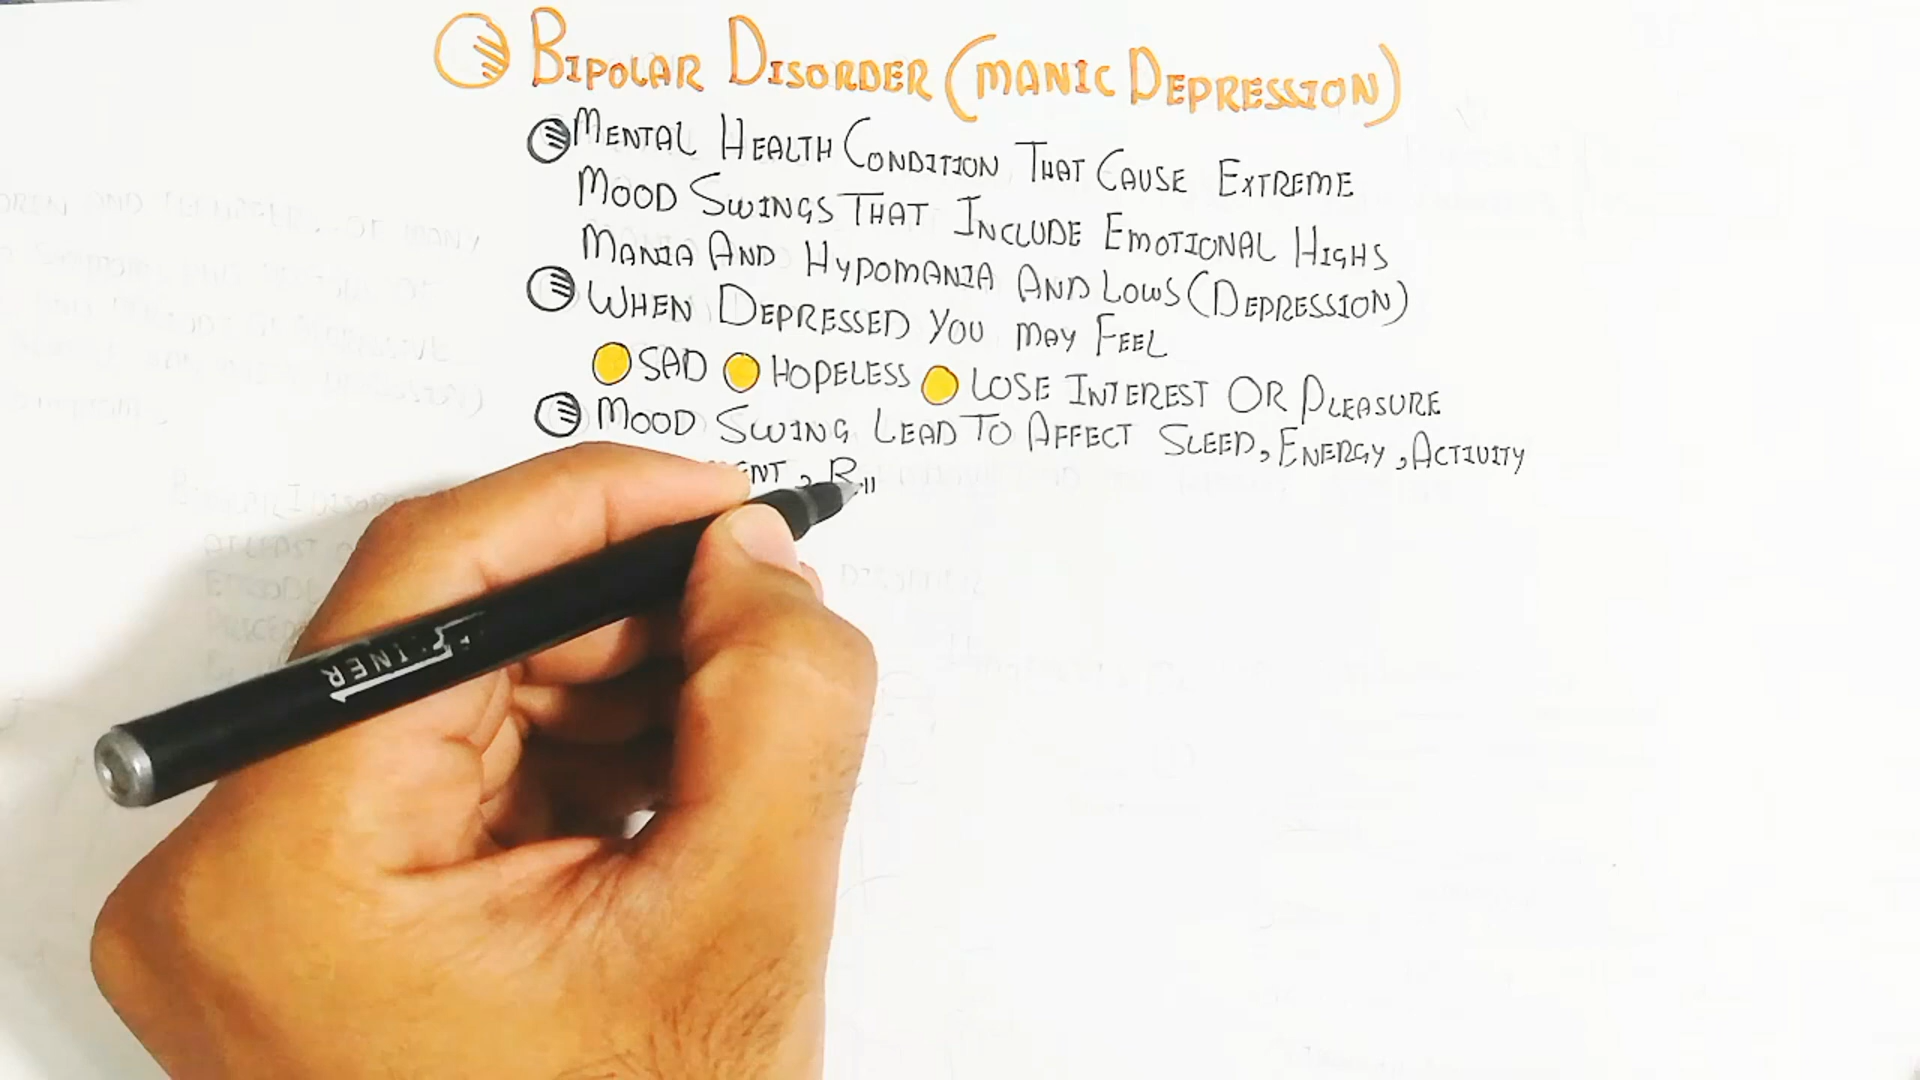 BIPOLAR DISORDER (MANIC DEPRESSION)
MENTAL HEALTH CONDITION THAT CAUSE EXTREME
MOOD SWINGS THAT INCLUDE EMOTIONAL HIGHS
MANIA AND HYPOMANIA AND LOWS (DEPRESSION)
WHEN DEPRESSED YOU MAY FEEL
SAD HOPELESS LOSE INTEREST OR PLEASURE
MOOD SWING LEAD TO AFFECT SLEEP, ENERGY, ACTIVITY